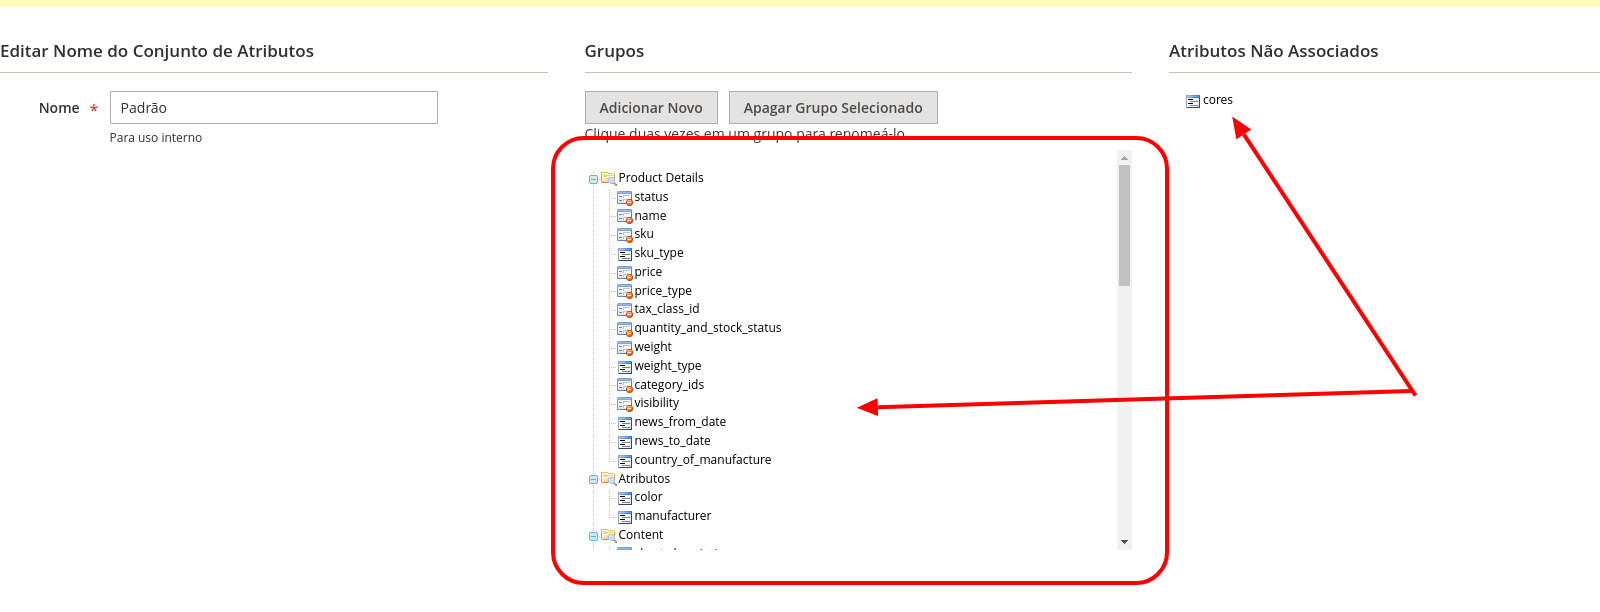 Editar Nome do Conjunto de Atributos
Nome *
Padrão
Para uso interno
Grupos
Adicionar Novo
Apagar Grupo Selecionado
Clique duas vezes em um grupo para renomeá-lo
Product Details
status
name
sku
sku_type
price
price_type
tax_class_id
quantity_and_stock_status
weight
weight_type
category_ids
visibility
news_from_date
news_to_date
country_of_manufacture
Atributos
color
manufacturer
Content
Atributos Não Associados
cores